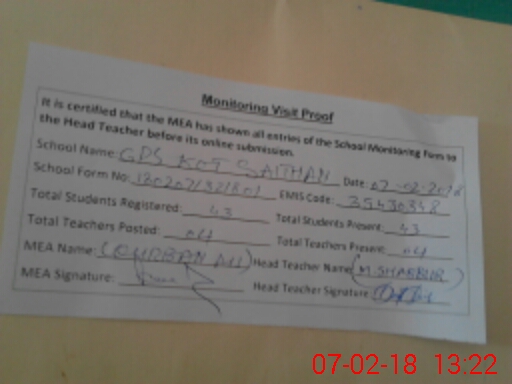 Monitoring Visit Proof
It is certified that the MEA has shown all entries of the School Monitoring Form to
the Head Teacher before its online submission.
School Name: GPS KOT SAITHAN Date: 07-02-2018
School Form No: EMIS Code: 35430348
Total Students Registered: 43 Total Students Present: 43
Total Teachers Posted: 04 Total Teachers Present: 04
MEA Name: (QURBAN ALI) Head Teacher Name: (M.SHABBIR)
MEA Signature: Head Teacher Signature:
07-02-18 13:22